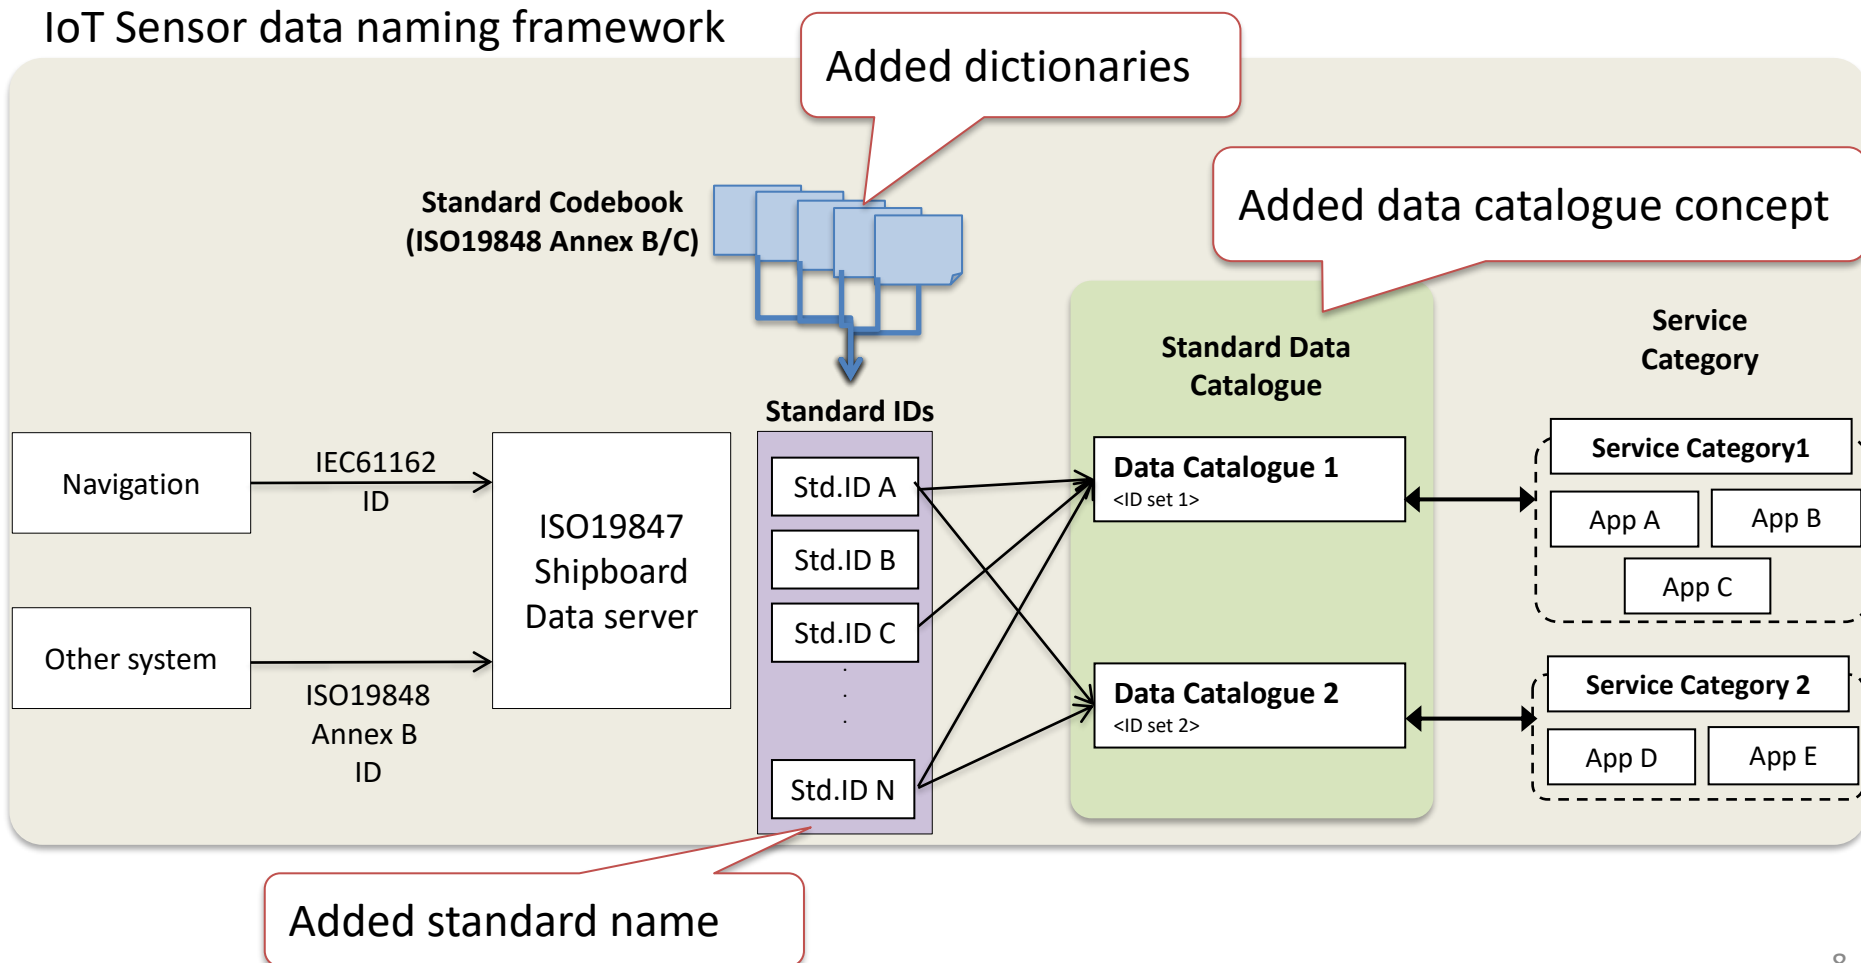 IoT Sensor data naming framework
Added dictionaries
Standard Codebook
(ISO19848 Annex B/C)
Added data catalogue concept
Standard IDs
Standard Data
Catalogue
Service
Category
Navigation
IEC61162
ID
Other system
ISO19848
Annex B
ID
ISO19847
Shipboard
Data server
Std.ID A
Std.ID B
Std.ID C
.
.
.
Std.ID N
Data Catalogue 1
<ID set 1>
Data Catalogue 2
<ID set 2>
Service Category1
App A
App B
App C
Service Category 2
App D
App E
Added standard name